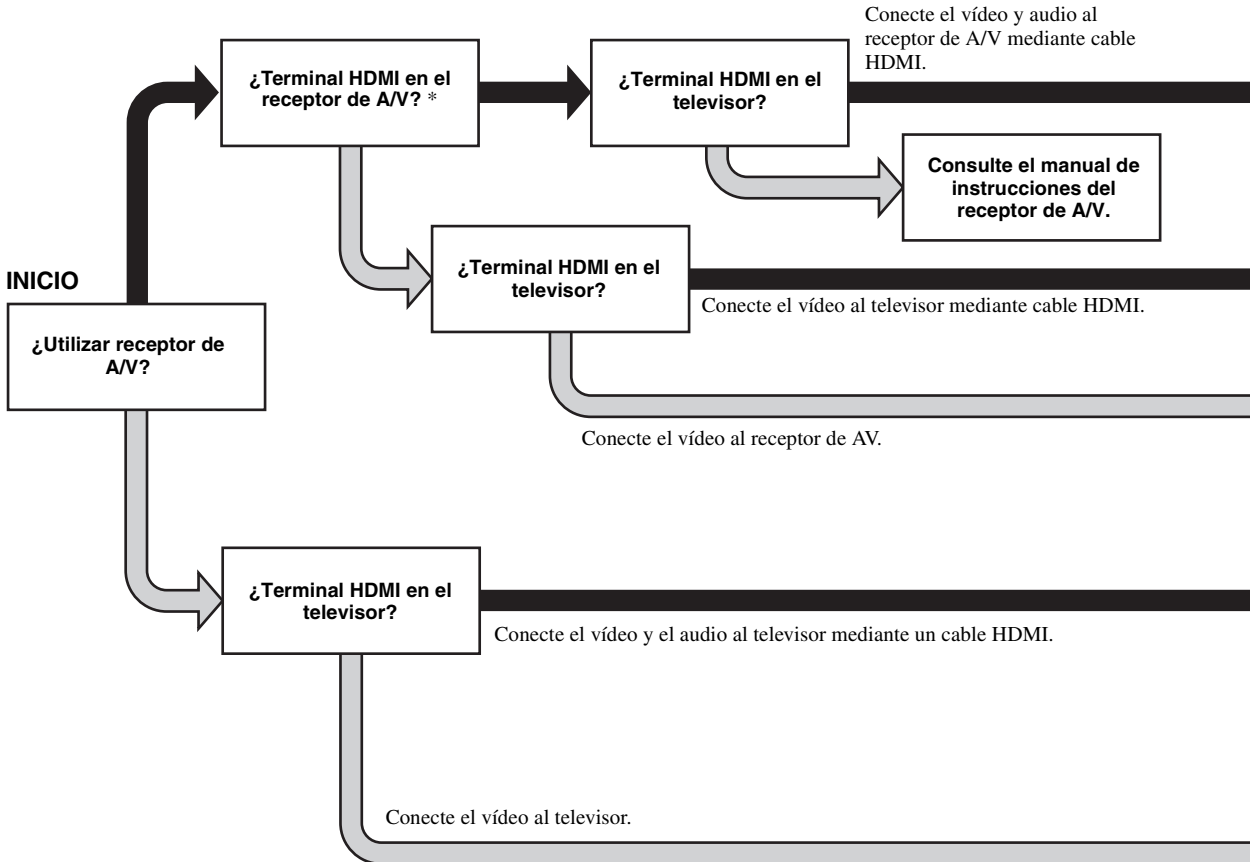 Conecte el vídeo y audio al
receptor de A/V mediante cable
HDMI.
¿Terminal HDMI en el
receptor de A/V? *
¿Terminal HDMI en el
televisor?
Consulte el manual de
instrucciones del
receptor de A/V.
¿Terminal HDMI en el
televisor?
INICIO
Conecte el vídeo al televisor mediante cable HDMI.
¿Utilizar receptor de
A/V?
Conecte el vídeo al receptor de AV.
¿Terminal HDMI en el
televisor?
Conecte el vídeo y el audio al televisor mediante un cable HDMI.
Conecte el vídeo al televisor.